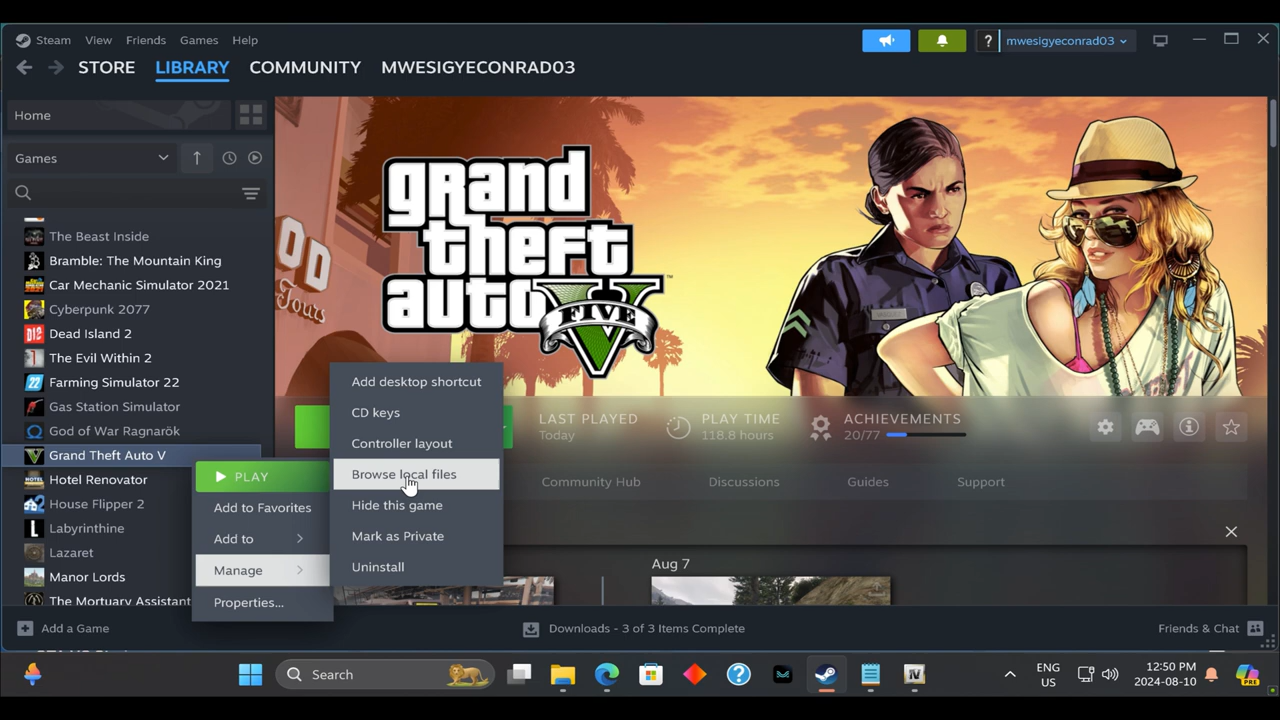 Steam View Friends Games Help
? mwesigyeconrad03
STORE LIBRARY COMMUNITY MWESIGYECONRAD03
Home
Games
The Beast Inside
Bramble: The Mountain King
Car Mechanic Simulator 2021
Cyberpunk 2077
Dead Island 2
The Evil Within 2
Farming Simulator 22
Gas Station Simulator
God of War Ragnarök
Grand Theft Auto V
Hotel Renovator
House Flipper 2
Labyrinthine
Lazaret
Manor Lords
The Mortuary Assistant
grand
theft
auto V
FIVE
™
OD
Tours
PLAY
Add to Favorites
Add to
Manage
Properties...
Add desktop shortcut
CD keys
Controller layout
Browse local files
Hide this game
Mark as Private
Uninstall
LAST PLAYED
Today
PLAY TIME
118.8 hours
ACHIEVEMENTS
20/77
Community Hub Discussions Guides Support
Aug 7
Add a Game
Downloads - 3 of 3 Items Complete
Friends & Chat
Search
ENG
US
12:50 PM
2024-08-10
PRE